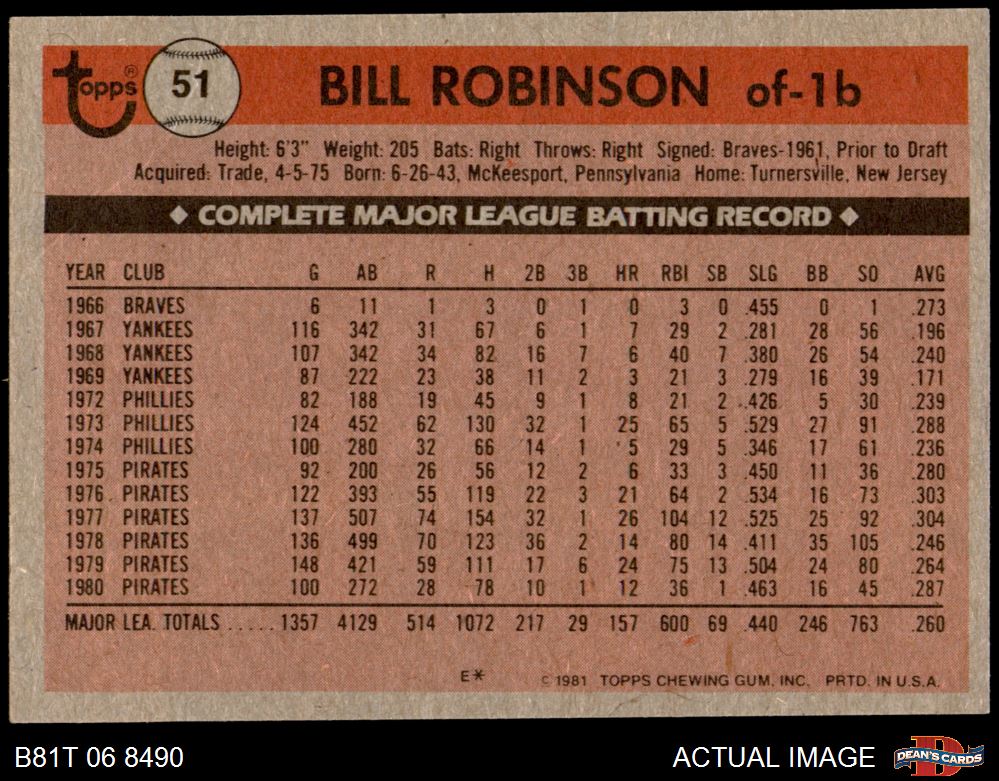 topps® 51 BILL ROBINSON of-1b
Height: 6'3" Weight: 205 Bats: Right Throws: Right Signed: Braves-1961, Prior to Draft
Acquired: Trade, 4-5-75 Born: 6-26-43, McKeesport, Pennsylvania Home: Turnersville, New Jersey
◆ COMPLETE MAJOR LEAGUE BATTING RECORD ◆
YEAR CLUB G AB R H 2B 3B HR RBI SB SLG BB SO AVG
1966 BRAVES 6 11 1 3 0 1 0 3 0 .455 0 1 .273
1967 YANKEES 116 342 31 67 6 1 7 29 2 .281 28 56 .196
1968 YANKEES 107 342 34 82 16 7 6 40 7 .380 26 54 .240
1969 YANKEES 87 222 23 38 11 2 3 21 3 .279 16 39 .171
1972 PHILLIES 82 188 19 45 9 1 8 21 2 .426 5 30 .239
1973 PHILLIES 124 452 62 130 32 1 25 65 5 .529 27 91 .288
1974 PHILLIES 100 280 32 66 14 1 5 29 5 .346 17 61 .236
1975 PIRATES 92 200 26 56 12 2 6 33 3 .450 11 36 .280
1976 PIRATES 122 393 55 119 22 3 21 64 2 .534 16 73 .303
1977 PIRATES 137 507 74 154 32 1 26 104 12 .525 25 92 .304
1978 PIRATES 136 499 70 123 36 2 14 80 14 .411 35 105 .246
1979 PIRATES 148 421 59 111 17 6 24 75 13 .504 24 80 .264
1980 PIRATES 100 272 28 78 10 1 12 36 1 .463 16 45 .287
MAJOR LEA. TOTALS ..... 1357 4129 514 1072 217 29 157 600 69 .440 246 763 .260
E* © 1981 TOPPS CHEWING GUM, INC. PRTD. IN U.S.A.
B81T 06 8490 ACTUAL IMAGE DEAN'S CARDS